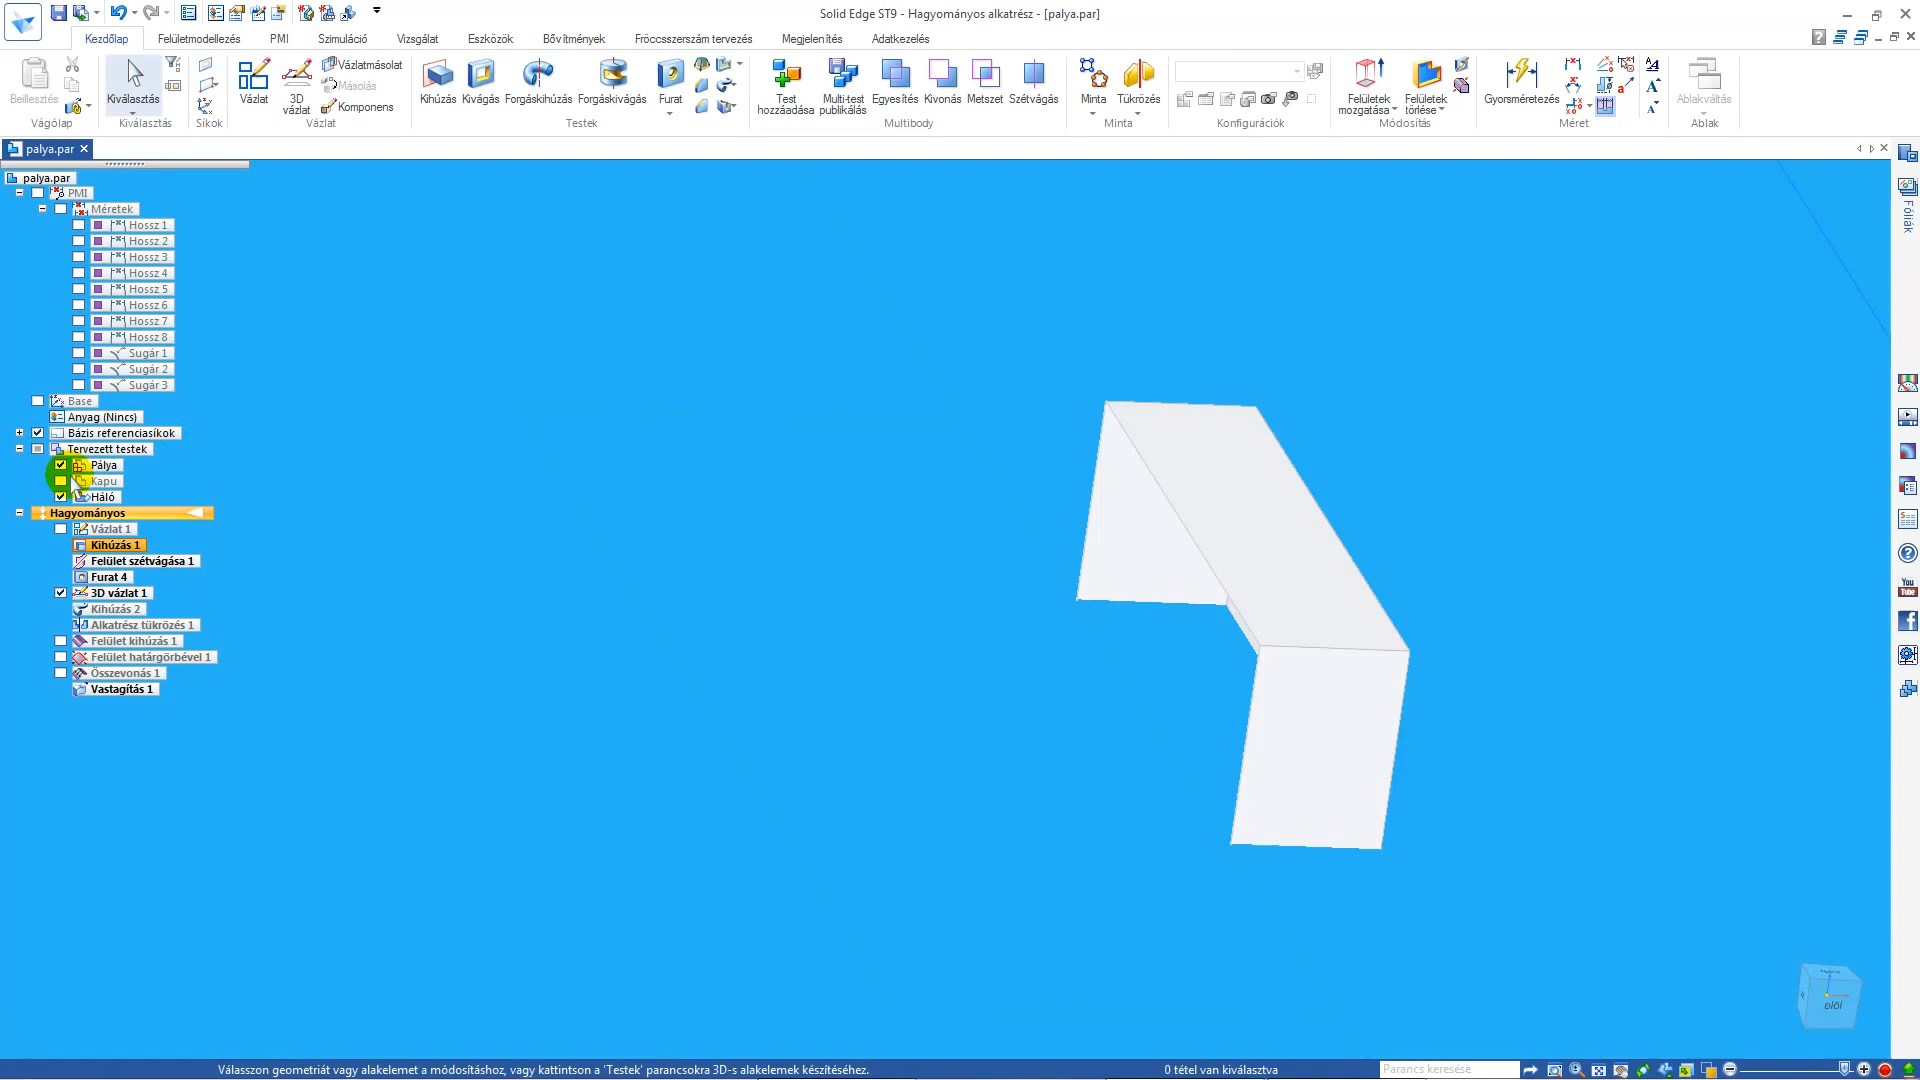 Solid Edge ST9 - Hagyományos alkatrész - [palya.par]
Kezdőlap
Felületmodellezés
PMI
Szimuláció
Vizsgálat
Eszközök
Bővítmények
Fröccsszerszám tervezés
Megjelenítés
Adatkezelés
Beillesztés
Vágólap
Kiválasztás
Kiválasztás
Síkok
Vázlat
3D vázlat
Vázlatmásolat
Másolás
Komponens
Vázlat
Kihúzás
Kivágás
Forgáskihúzás
Forgáskivágás
Furat
Testek
Test hozzáadása
Multi-test publikálás
Egyesítés
Kivonás
Metszet
Szétvágás
Multibody
Minta
Tükrözés
Minta
Konfigurációk
Felületek mozgatása
Felületek törlése
Módosítás
Gyorsméretezés
Méret
Ablakváltás
Ablak
palya.par
palya.par
PMI
Méretek
Hossz 1
Hossz 2
Hossz 3
Hossz 4
Hossz 5
Hossz 6
Hossz 7
Hossz 8
Sugár 1
Sugár 2
Sugár 3
Base
Anyag (Nincs)
Bázis referenciasíkok
Tervezett testek
Pálya
Kapu
Háló
Hagyományos
Vázlat 1
Kihúzás 1
Felület szétvágása 1
Furat 4
3D vázlat 1
Kihúzás 2
Alkatrész tükrözés 1
Felület kihúzás 1
Felület határgörbével 1
Összevonás 1
Vastagítás 1
Fóliák
You Tube
elöl
Válasszon geometriát vagy alakelemet a módosításhoz, vagy kattintson a 'Testek' parancsokra 3D-s alakelemek készítéséhez.
0 tétel van kiválasztva
Parancs keresése